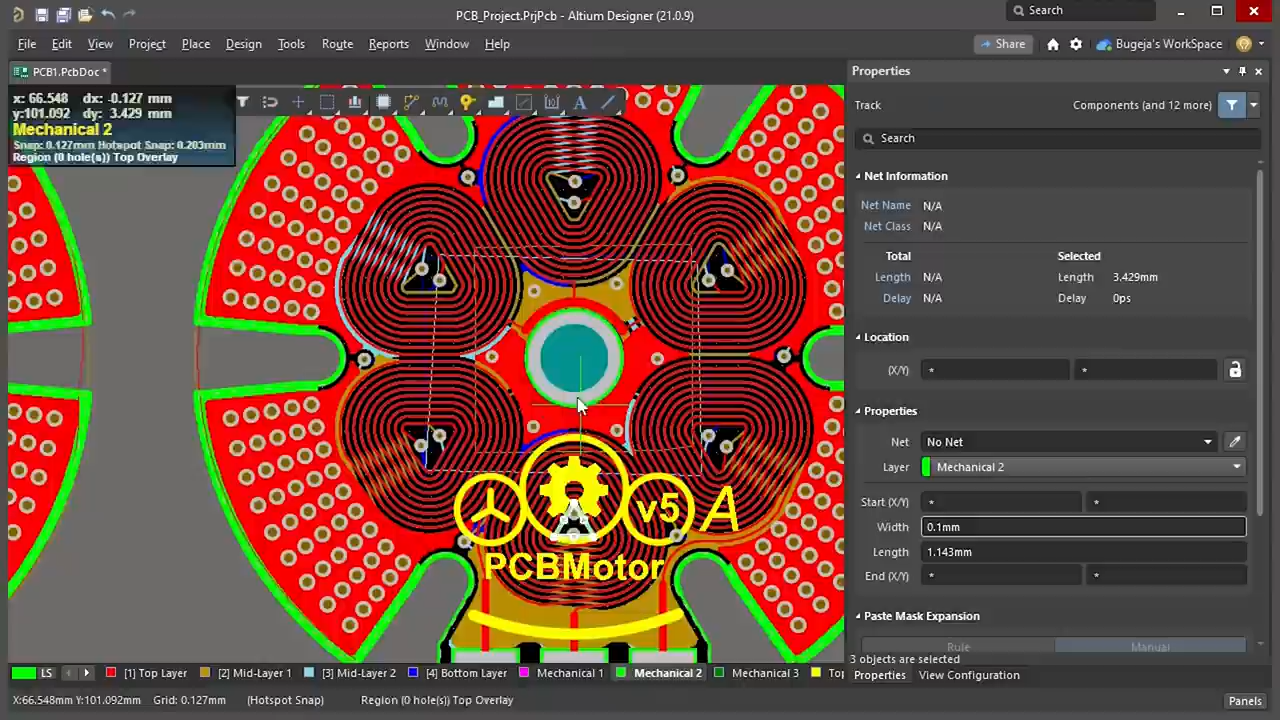 PCB_Project.PrjPcb - Altium Designer (21.0.9)
Search
File Edit View Project Place Design Tools Route Reports Window Help
Share
Bugeja's WorkSpace
PCB1.PcbDoc *
x: 66.548 dx: -0.127 mm
y:101.092 dy: 3.429 mm
Mechanical 2
Snap: 0.127mm Hotspot Snap: 0.203mm
Region (0 hole(s)) Top Overlay
v5
A
PCBMotor
Properties
Track
Components (and 12 more)
Search
Net Information
Net Name N/A
Net Class N/A
Total Selected
Length N/A Length 3.429mm
Delay N/A Delay 0ps
Location
(X/Y) * *
Properties
Net No Net
Layer Mechanical 2
Start (X/Y) * *
Width 0.1mm
Length 1.143mm
End (X/Y) * *
Paste Mask Expansion
Rule Manual
3 objects are selected
Properties View Configuration
LS [1] Top Layer [2] Mid-Layer 1 [3] Mid-Layer 2 [4] Bottom Layer Mechanical 1 Mechanical 2 Mechanical 3 Top
X:66.548mm Y:101.092mm Grid: 0.127mm (Hotspot Snap) Region (0 hole(s)) Top Overlay
Panels